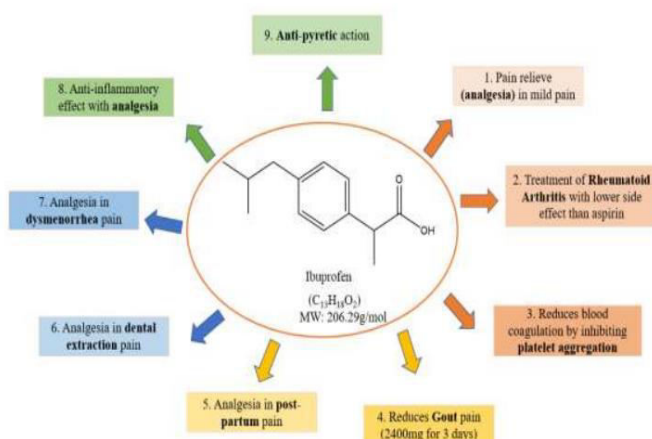 9. Anti-pyretic action
8. Anti-inflammatory
effect with analgesia
1. Pain relieve
(analgesia) in mild pain
2. Treatment of Rheumatoid
Arthritis with lower side
effect than aspirin
7. Analgesia in
dysmenorrhea pain
O
OH
Ibuprofen
(C₁₃H₁₈O₂)
MW: 206.29g/mol
3. Reduces blood
coagulation by inhibiting
platelet aggregation
6. Analgesia in dental
extraction pain
5. Analgesia in post-
partum pain
4. Reduces Gout pain
(2400mg for 3 days)